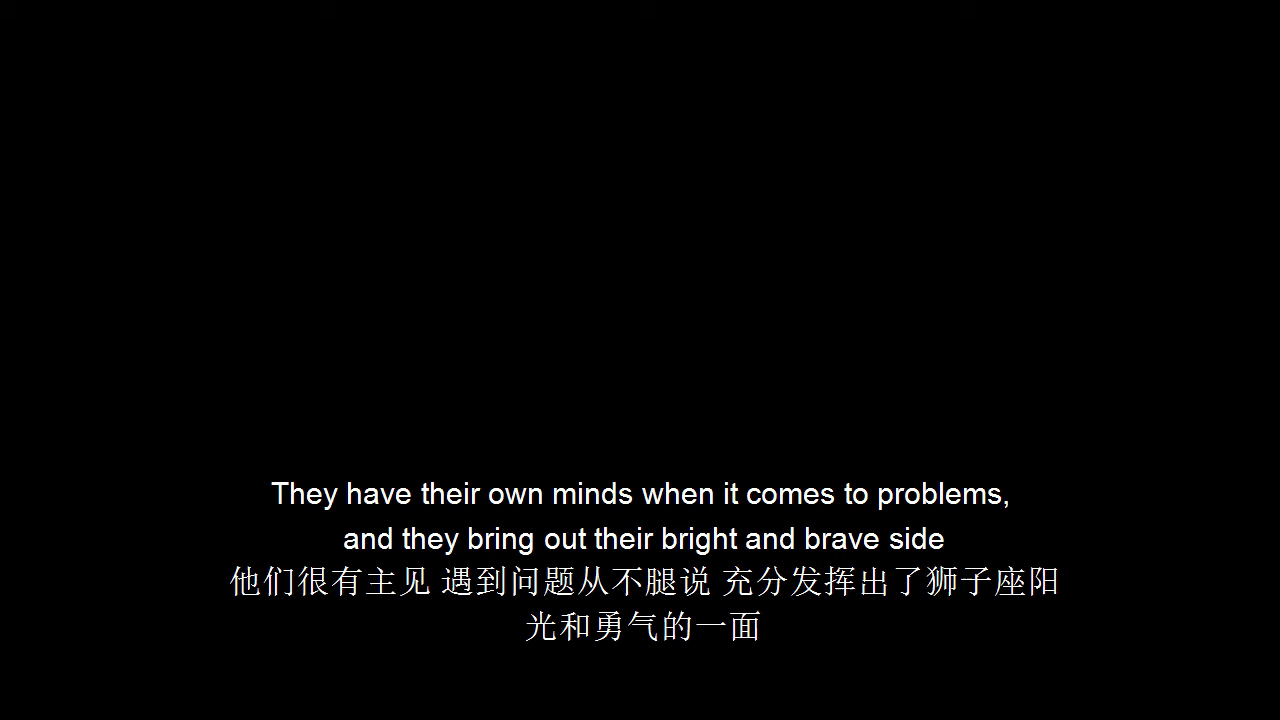 They have their own minds when it comes to problems,
and they bring out their bright and brave side
他们很有主见 遇到问题从不腿说 充分发挥出了狮子座阳
光和勇气的一面